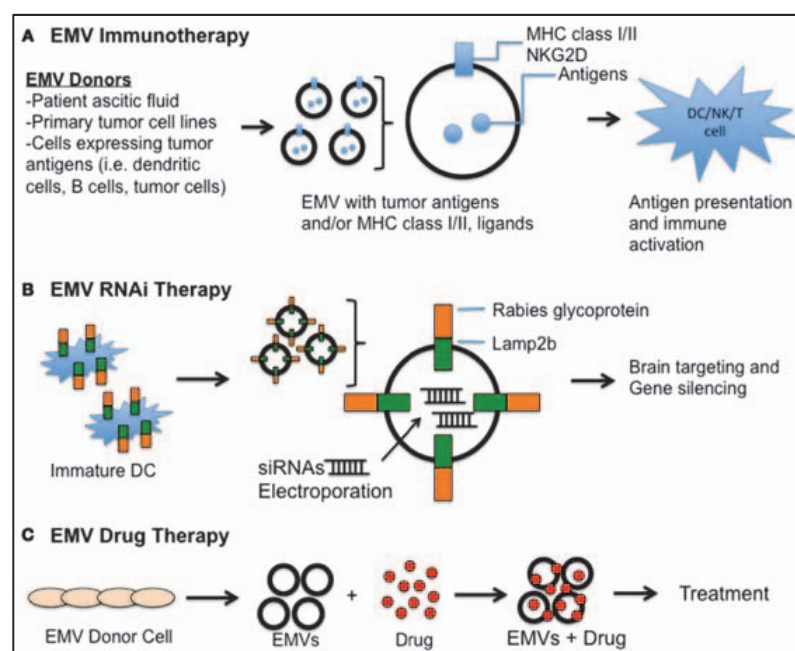 A EMV Immunotherapy
EMV Donors
-Patient ascitic fluid
-Primary tumor cell lines
-Cells expressing tumor
antigens (i.e. dendritic
cells, B cells, tumor cells)
EMV with tumor antigens
and/or MHC class I/II, ligands
MHC class I/II
NKG2D
Antigens
DC/NK/T
cell
Antigen presentation
and immune
activation
B EMV RNAi Therapy
Immature DC
Rabies glycoprotein
Lamp2b
siRNAs
Electroporation
Brain targeting and
Gene silencing
C EMV Drug Therapy
EMV Donor Cell
EMVs
+
Drug
EMVs + Drug
Treatment